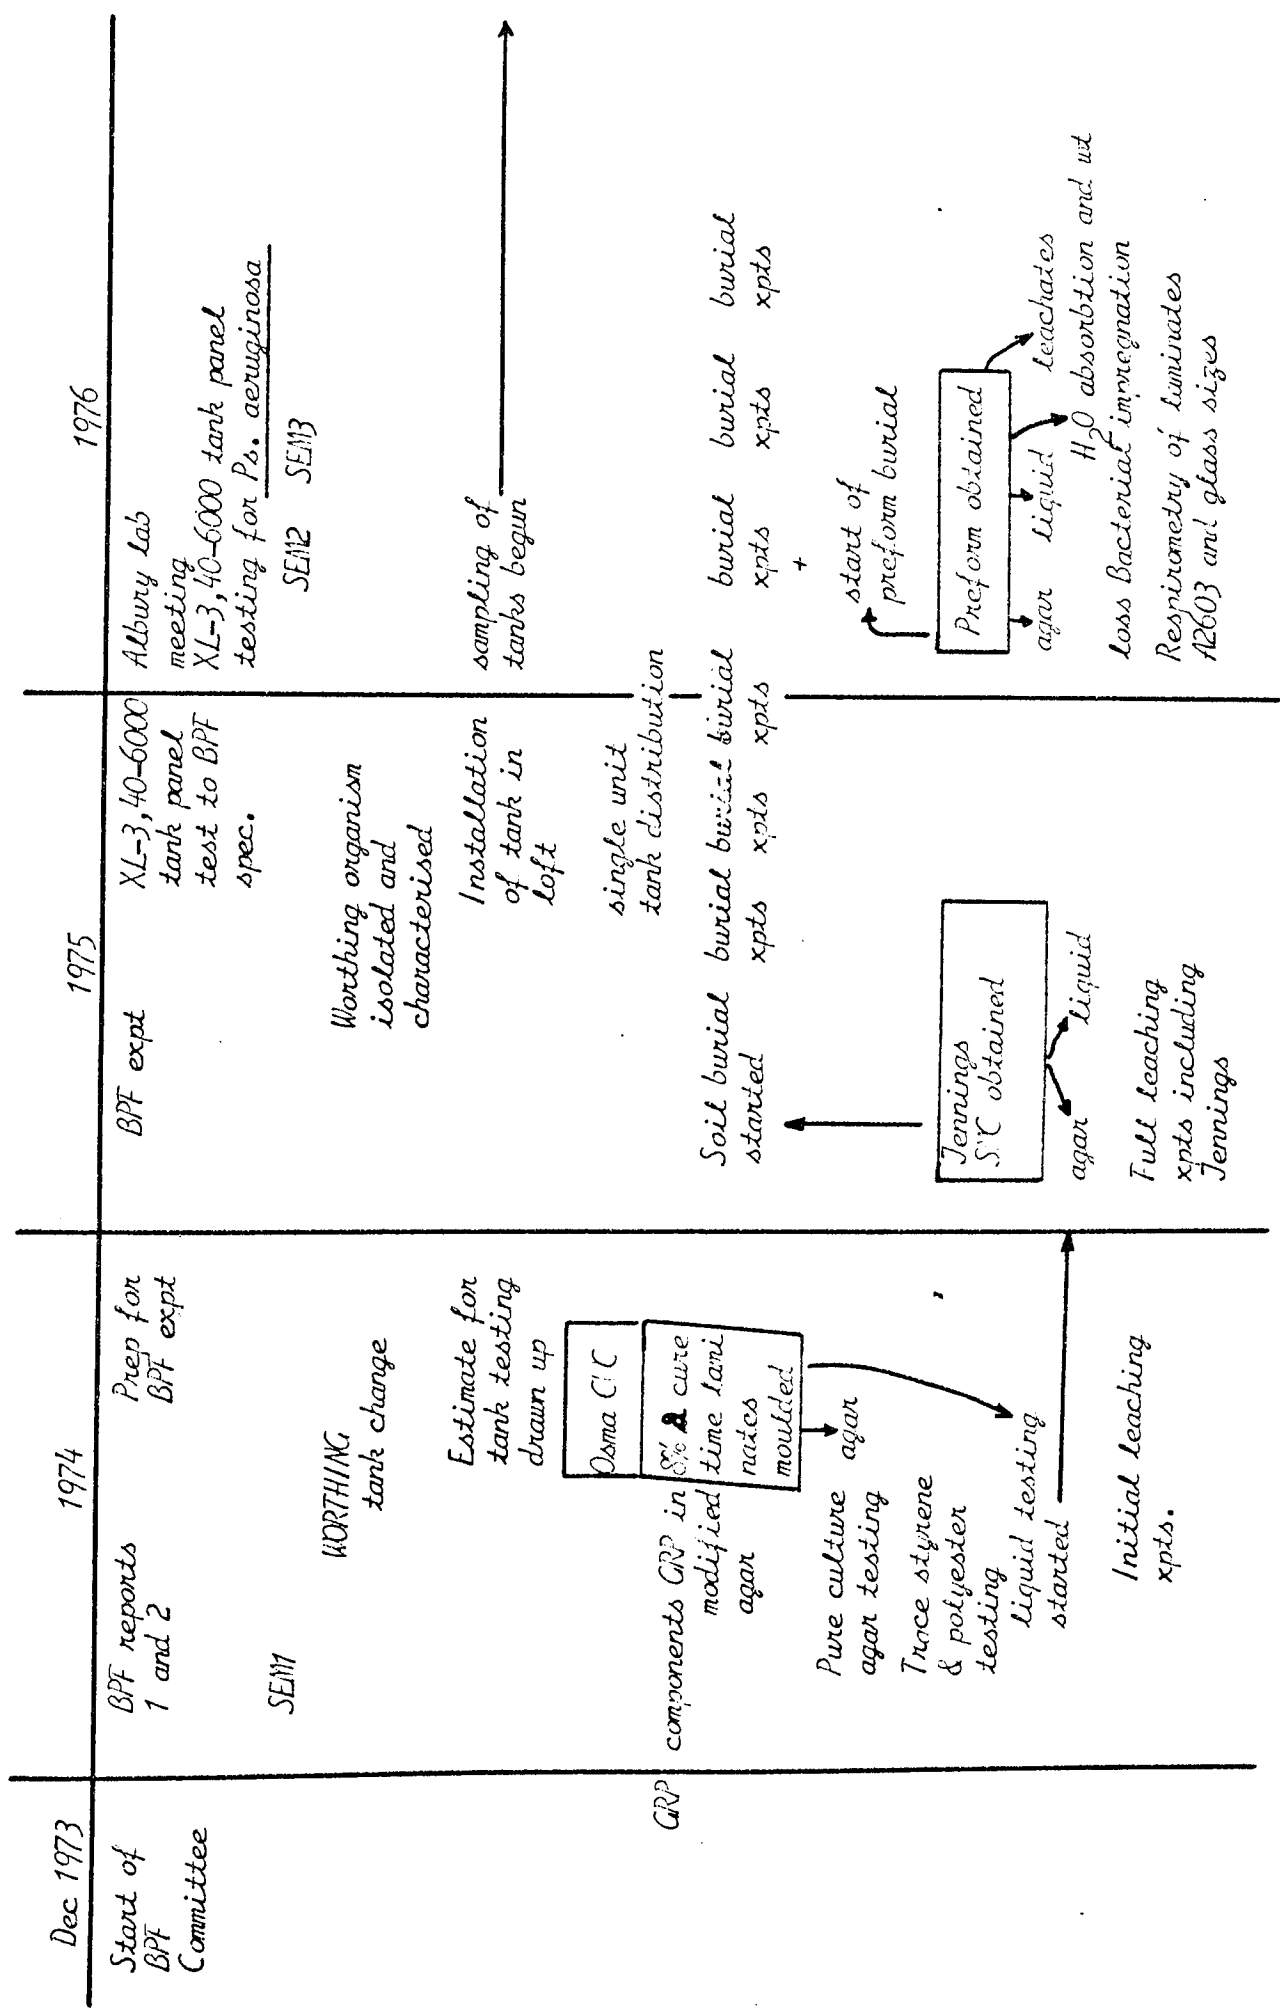 Dec 1973
Start of
BPF
Committee
GRP
1974
BPF reports
1 and 2
Prep for
BPF expt
SEM1
WORTHING
tank change
Estimate for
tank testing
drawn up
Osma
components GRP in
modified
agar
cure
time lami
nates
moulded
agar
Pure culture
agar testing
Trace styrene
& polyester
testing
liquid testing
started
Initial leaching
xpts.
1975
BPF expt
XL-3,40-6000
tank panel
test to BPF
spec.
Worthing organism
isolated and
characterised
Installation
of tank in
loft
single unit
tank distribution
Soil burial
started
burial
xpts
burial
xpts
burial
xpts
Jennings
obtained
agar
liquid
Full leaching
xpts including
Jennings
1976
Albury lab
meeting
XL-3,40-6000 tank panel
testing for Ps. aeruginosa
SEM2 SEM3
sampling of
tanks begun
burial
xpts
+
burial
xpts
burial
xpts
start of
preform burial
Preform obtained
agar
liquid
leachates
H2O absorbtion and wt
loss Bacterial impregnation
Respirometry of luminates
A2603 and glass sizes